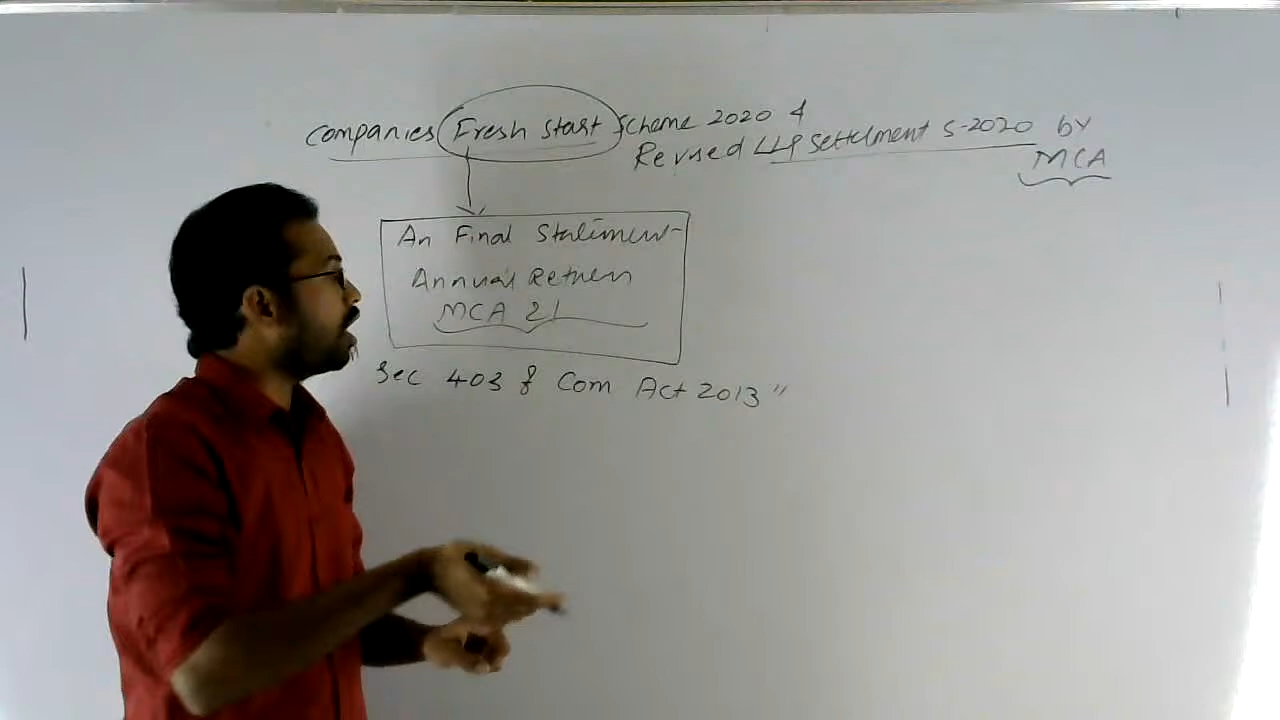 Companies Fresh Start Scheme 2020 &
Revised LLP Settelment S-2020 by
MCA
An Final Statement
Annual Return
MCA 21
Sec 403 of Com Act 2013"